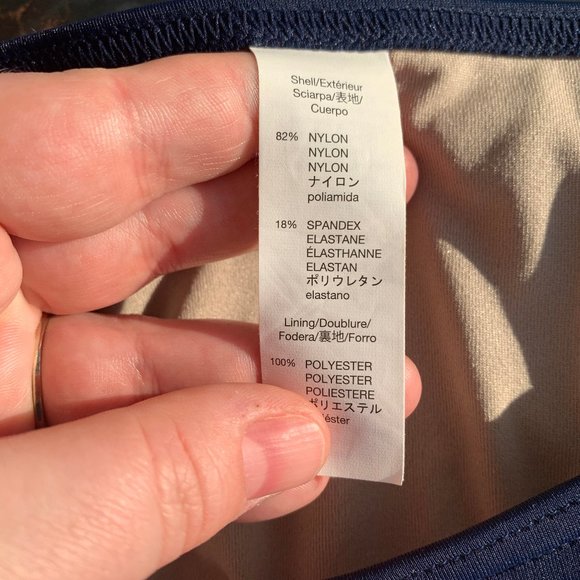 Shell/Extérieur
Sciarpa/表地/
Cuerpo
82% NYLON
NYLON
NYLON
ナイロン
poliamida
18% SPANDEX
ELASTANE
ÉLASTHANNE
ELASTAN
ポリウレタン
elastano
Lining/Doublure/
Fodera/裏地/Forro
100% POLYESTER
POLYESTER
POLIESTERE
ポリエステル